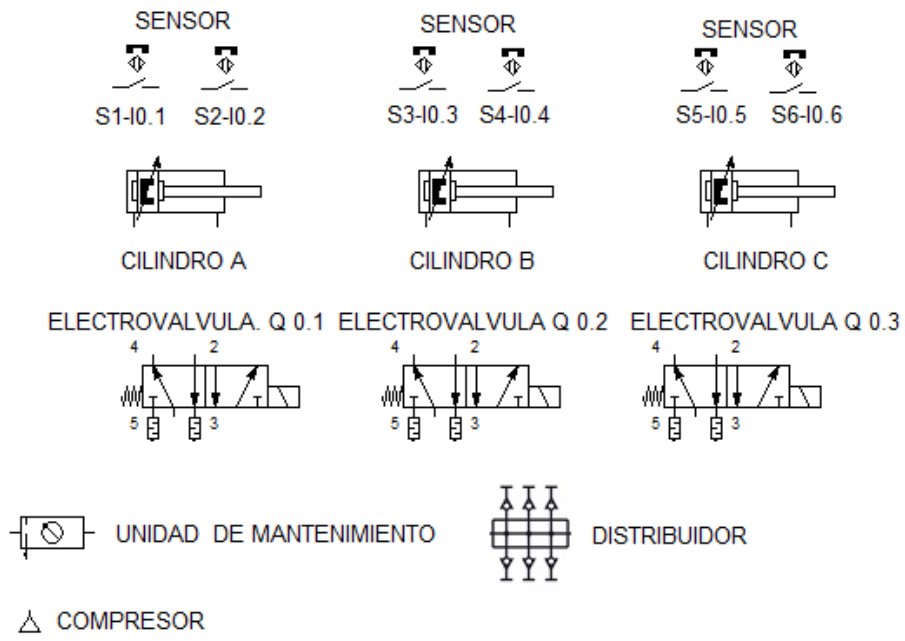 SENSOR SENSOR SENSOR
S1-I0.1 S2-I0.2 S3-I0.3 S4-I0.4 S5-I0.5 S6-I0.6
CILINDRO A CILINDRO B CILINDRO C
ELECTROVALVULA. Q 0.1 ELECTROVALVULA Q 0.2 ELECTROVALVULA Q 0.3
4 2 4 2 4 2
5 3 5 3 5 3
UNIDAD DE MANTENIMIENTO DISTRIBUIDOR
COMPRESOR